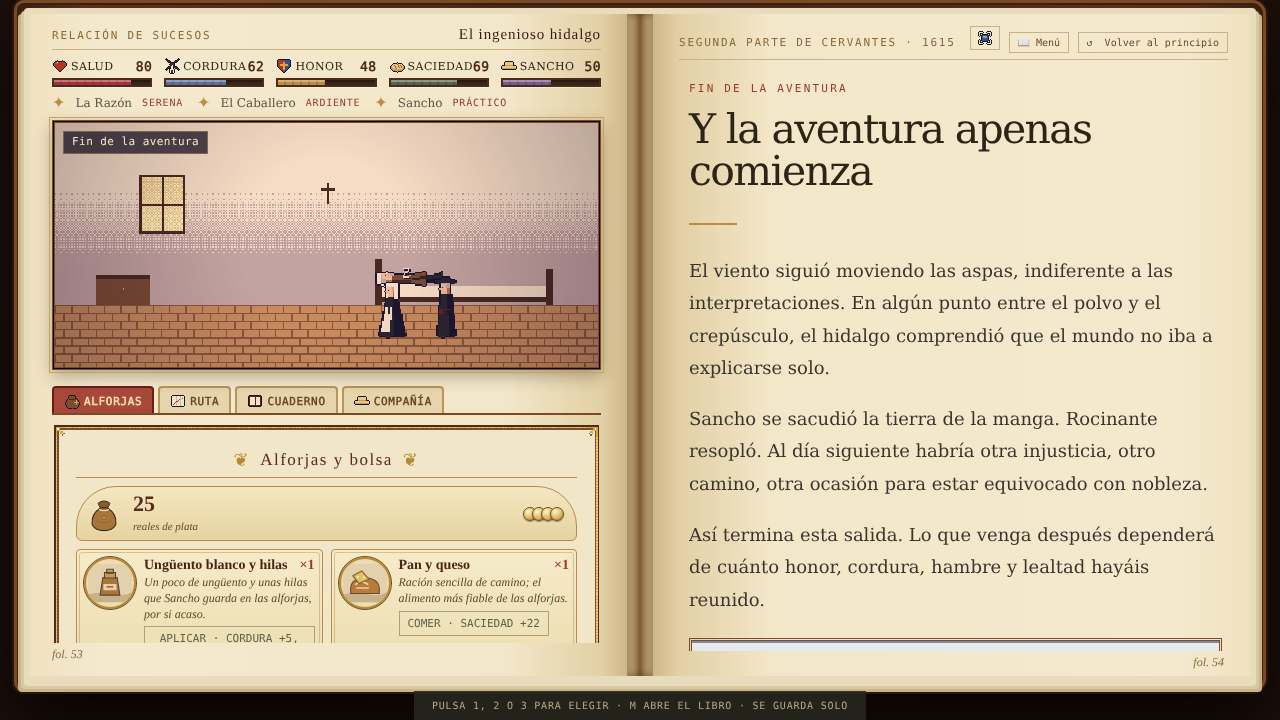 RELACIÓN DE SUCESOS
El ingenioso hidalgo
SALUD 80
CORDURA 62
HONOR 48
SACIEDAD 69
SANCHO 50
La Razón SERENA
El Caballero ARDIENTE
Sancho PRÁCTICO
Fin de la aventura
ALFORJAS
RUTA
CUADERNO
COMPAÑÍA
Alforjas y bolsa
25
reales de plata
Ungüento blanco y hilas ×1
Un poco de ungüento y unas hilas
que Sancho guarda en las alforjas,
por si acaso.
APLICAR · CORDURA +5,
Pan y queso ×1
Ración sencilla de camino; el
alimento más fiable de las alforjas.
COMER · SACIEDAD +22
fol. 53
SEGUNDA PARTE DE CERVANTES · 1615
Menú
↺ Volver al principio
FIN DE LA AVENTURA
Y la aventura apenas
comienza
El viento siguió moviendo las aspas, indiferente a las
interpretaciones. En algún punto entre el polvo y el
crepúsculo, el hidalgo comprendió que el mundo no iba a
explicarse solo.
Sancho se sacudió la tierra de la manga. Rocinante
resopló. Al día siguiente habría otra injusticia, otro
camino, otra ocasión para estar equivocado con nobleza.
Así termina esta salida. Lo que venga después dependerá
de cuánto honor, cordura, hambre y lealtad hayáis
reunido.
fol. 54
PULSA 1, 2 O 3 PARA ELEGIR · M ABRE EL LIBRO · SE GUARDA SOLO